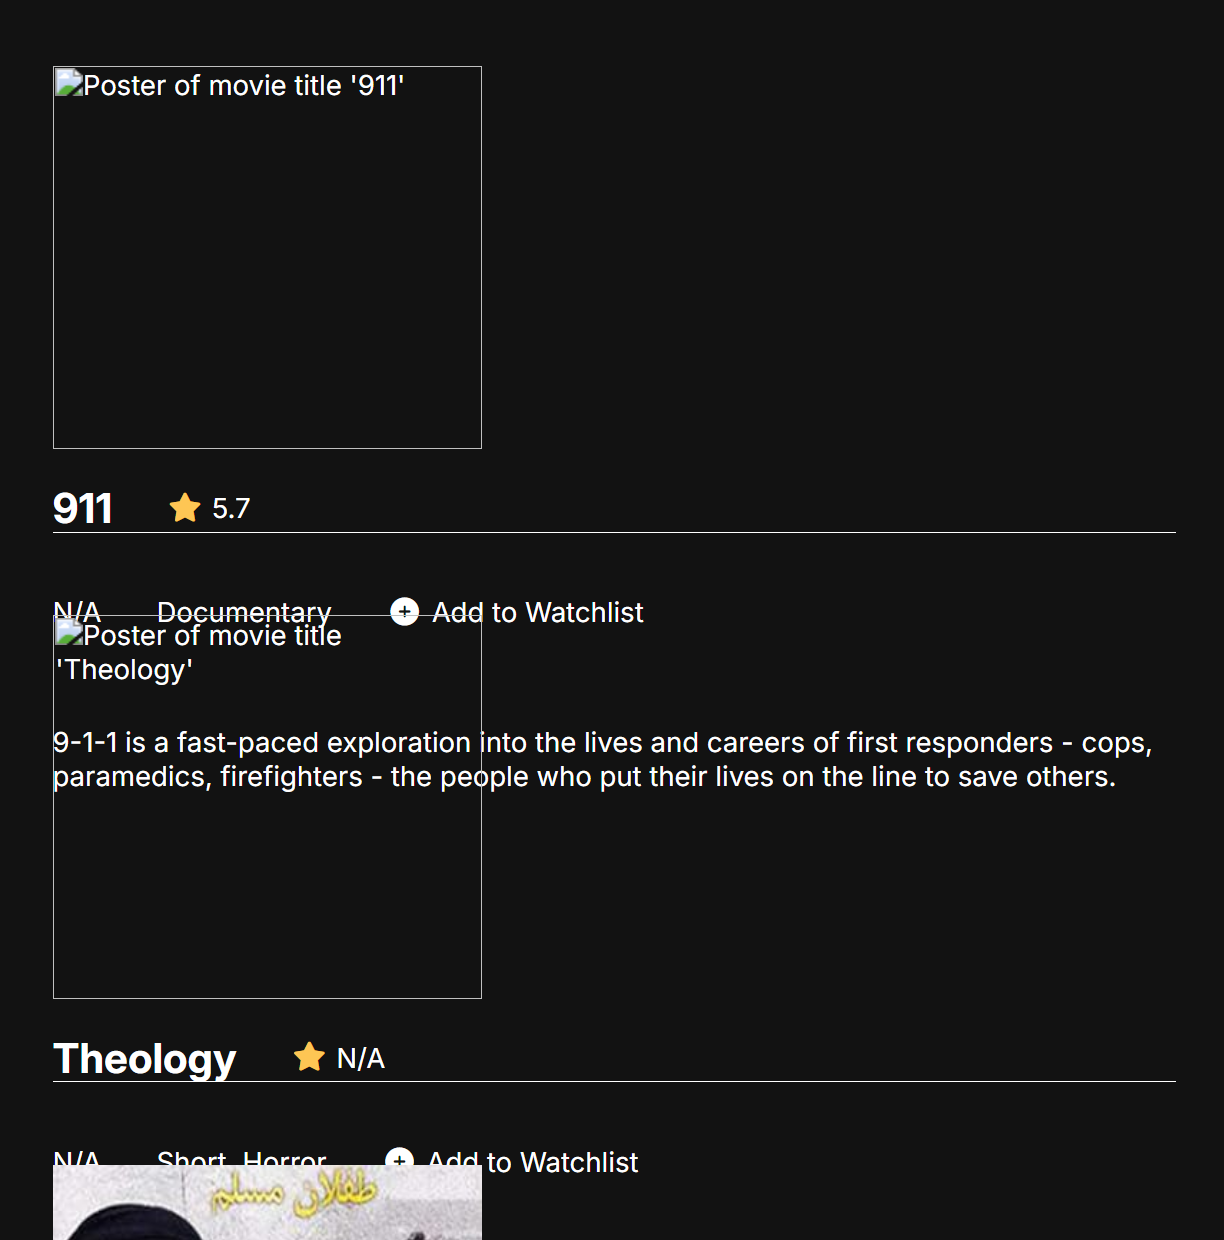 Poster of movie title '911'
911 5.7
N/A Documentary Add to Watchlist
Poster of movie title
'Theology'
9-1-1 is a fast-paced exploration into the lives and careers of first responders - cops,
paramedics, firefighters - the people who put their lives on the line to save others.
Theology N/A
N/A Short, Horror Add to Watchlist
طفلان مسلم